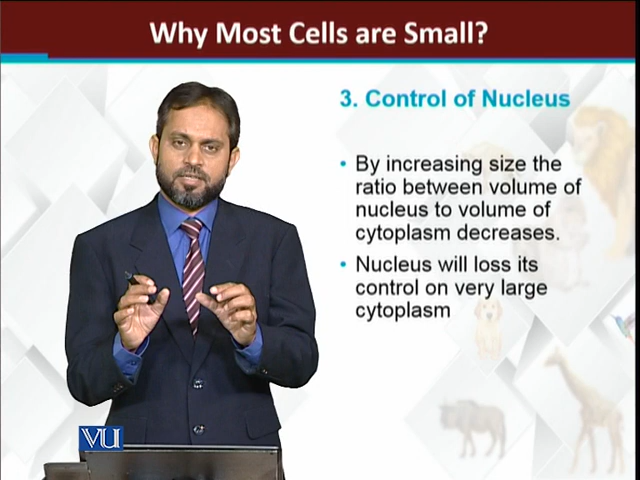 Why Most Cells are Small?
3. Control of Nucleus
• By increasing size the
ratio between volume of
nucleus to volume of
cytoplasm decreases.
• Nucleus will loss its
control on very large
cytoplasm
VU